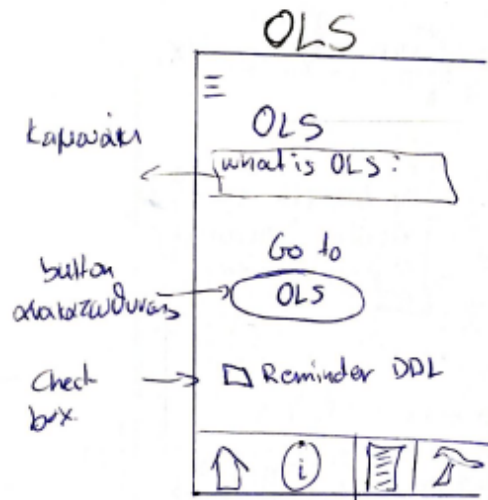 OLS
OLS
what is OLS :
Go to
button
OLS
Check
box.
Reminder DDL
i